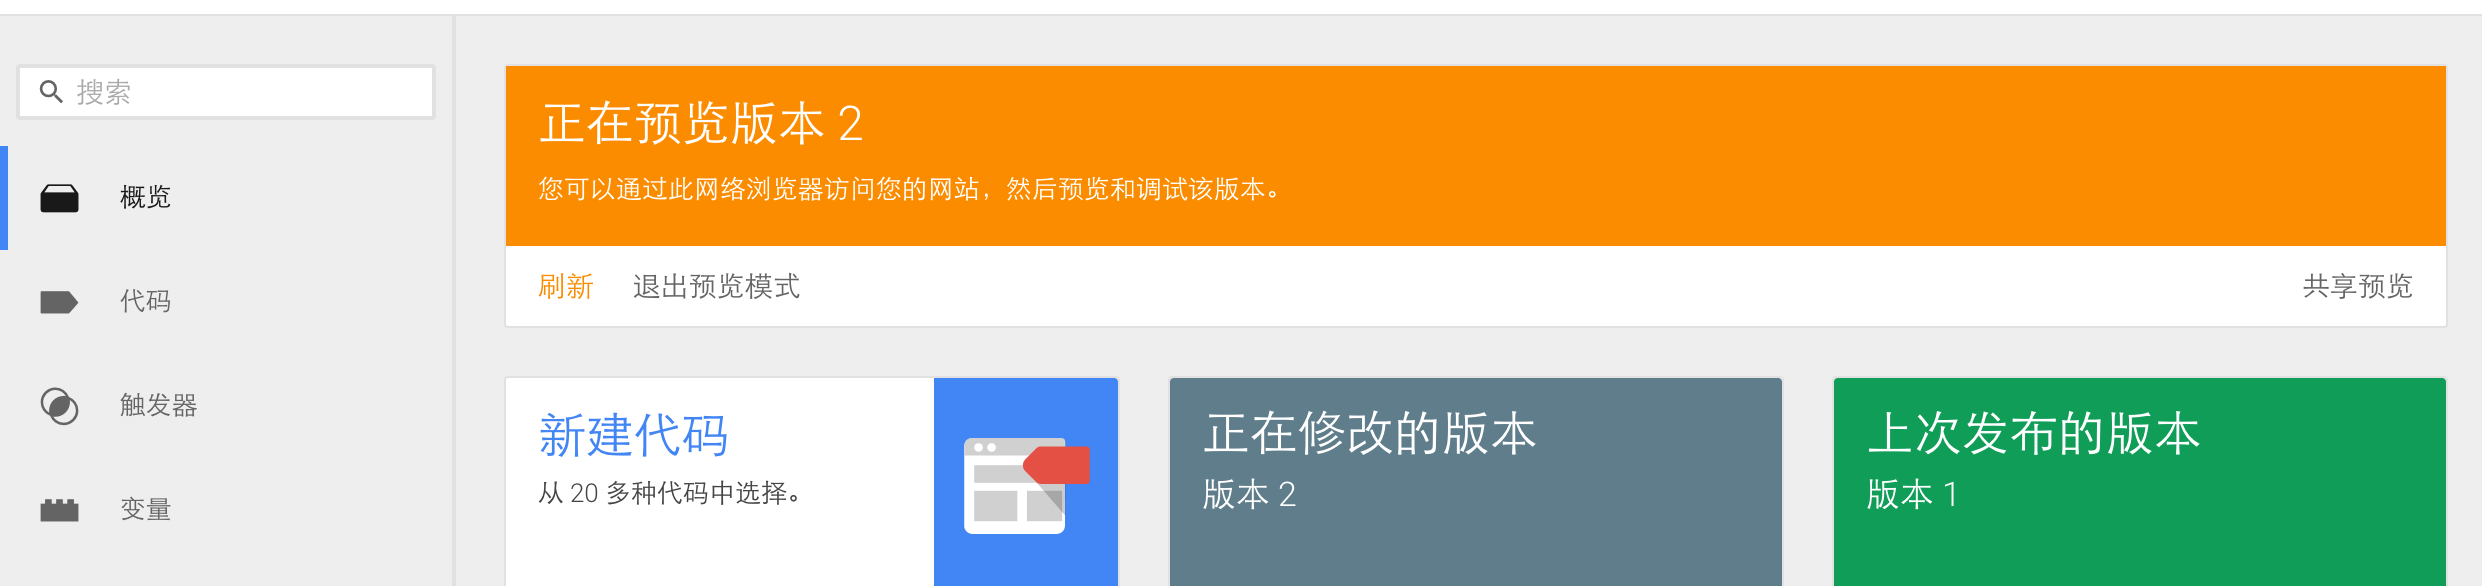 搜索
概览
代码
触发器
变量
正在预览版本 2
您可以通过此网络浏览器访问您的网站，然后预览和调试该版本。
刷新 退出预览模式 共享预览
新建代码
从 20 多种代码中选择。
正在修改的版本
版本 2
上次发布的版本
版本 1